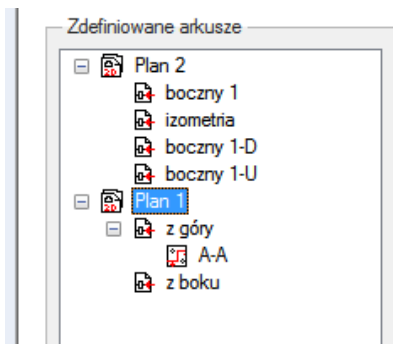 Zdefiniowane arkusze
Plan 2
boczny 1
izometria
boczny 1-D
boczny 1-U
Plan 1
z góry
A-A
z boku